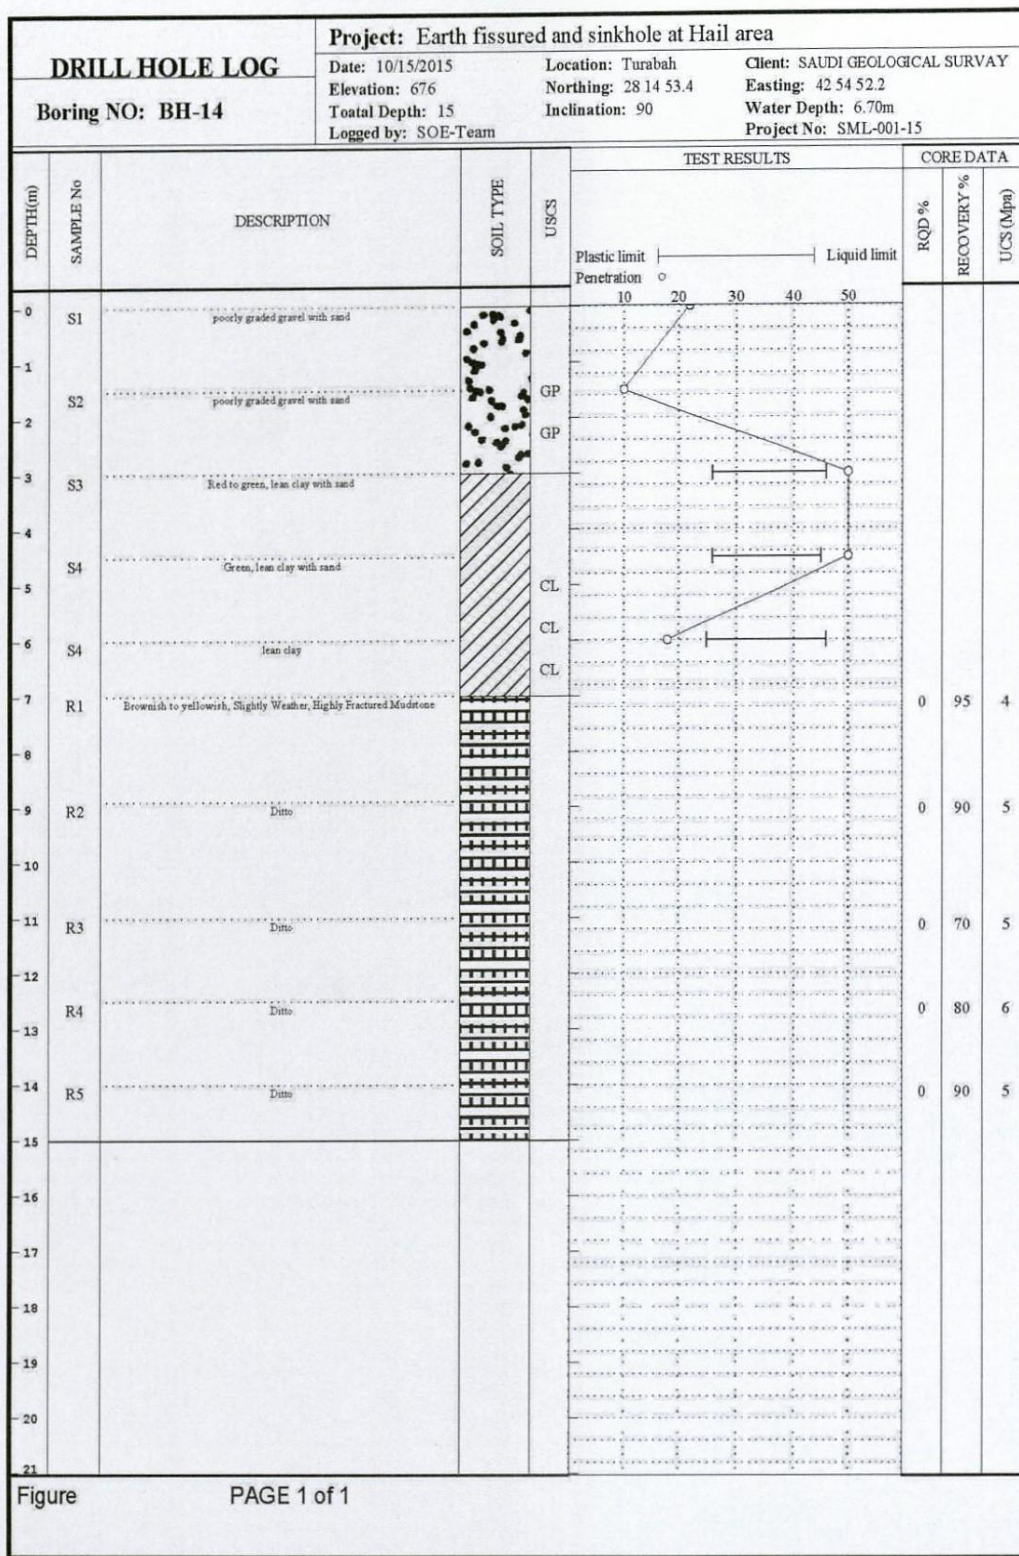 DRILL HOLE LOG
Boring NO: BH-14
Project: Earth fissured and sinkhole at Hail area
Date: 10/15/2015 Location: Turabah Client: SAUDI GEOLOGICAL SURVAY
Elevation: 676 Northing: 28 14 53.4 Easting: 42 54 52.2
Toatal Depth: 15 Inclination: 90 Water Depth: 6.70m
Logged by: SOE-Team Project No: SML-001-15
TEST RESULTS CORE DATA
DEPTH(m) SAMPLE No DESCRIPTION SOIL TYPE USCS RQD % RECOVERY % UCS (Mpa)
Plastic limit Liquid limit
Penetration
10 20 30 40 50
0 S1 poorly graded gravel with sand
1
S2 poorly graded gravel with sand GP
2 GP
3 S3 Red to green, lean clay with sand
4
S4 Green, lean clay with sand
5 CL
CL
6 S4 lean clay
CL
7 R1 Brownish to yellowish, Slightly Weather, Highly Fractured Mudstone 0 95 4
8
9 R2 Ditto 0 90 5
10
11 R3 Ditto 0 70 5
12
R4 Ditto 0 80 6
13
14 R5 Ditto 0 90 5
15
16
17
18
19
20
21
Figure PAGE 1 of 1